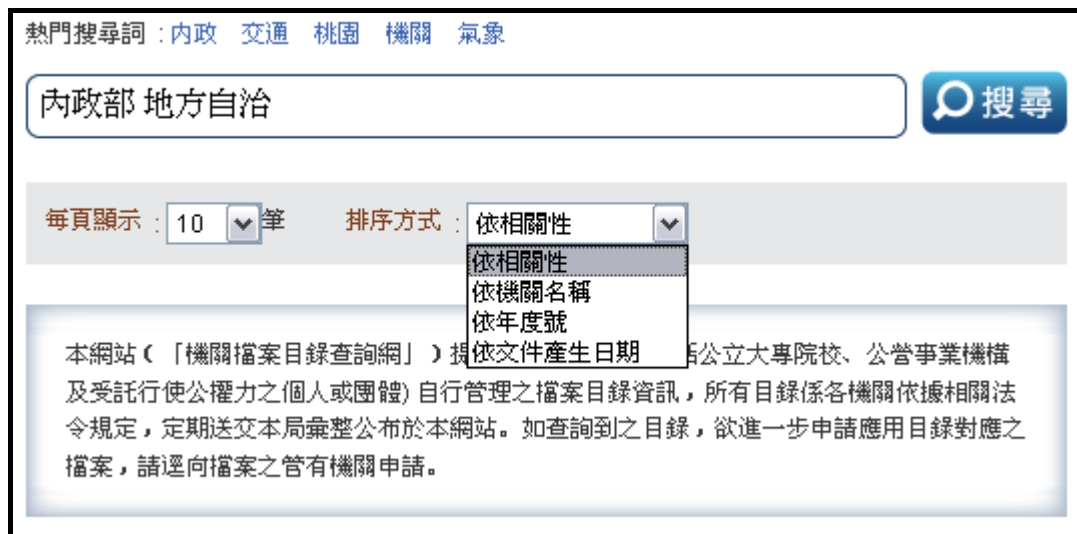 熱門搜尋詞 : 內政 交通 桃園 機關 氣象
內政部 地方自治
搜尋
每頁顯示 : 10 筆 排序方式 : 依相關性
依相關性
依機關名稱
依年度號
依文件產生日期
本網站(「機關檔案目錄查詢網」)提 公立大專院校、公營事業機構
及受託行使公權力之個人或團體)自行管理之檔案目錄資訊,所有目錄係各機關依據相關法
令規定,定期送交本局彙整公布於本網站。如查詢到之目錄,欲進一步申請應用目錄對應之
檔案,請逕向檔案之管有機關申請。